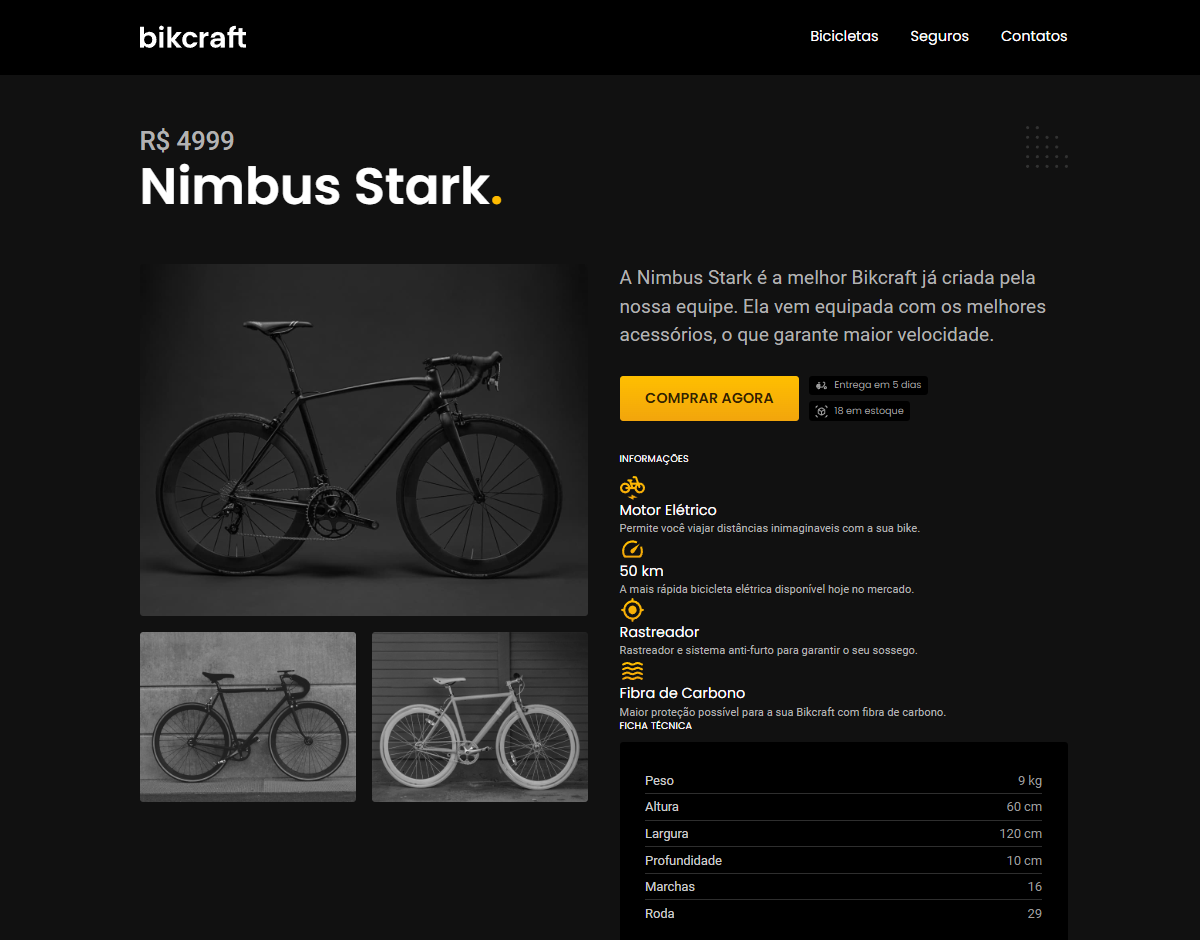 bikcraft
Bicicletas
Seguros
Contatos
R$ 4999
Nimbus Stark.
A Nimbus Stark é a melhor Bikcraft já criada pela
nossa equipe. Ela vem equipada com os melhores
acessórios, o que garante maior velocidade.
COMPRAR AGORA
Entrega em 5 dias
18 em estoque
INFORMAÇÕES
Motor Elétrico
Permite você viajar distâncias inimaginaveis com a sua bike.
50 km
A mais rápida bicicleta elétrica disponível hoje no mercado.
Rastreador
Rastreador e sistema anti-furto para garantir o seu sossego.
Fibra de Carbono
Maior proteção possível para a sua Bikcraft com fibra de carbono.
FICHA TÉCNICA
Peso 9 kg
Altura 60 cm
Largura 120 cm
Profundidade 10 cm
Marchas 16
Roda 29